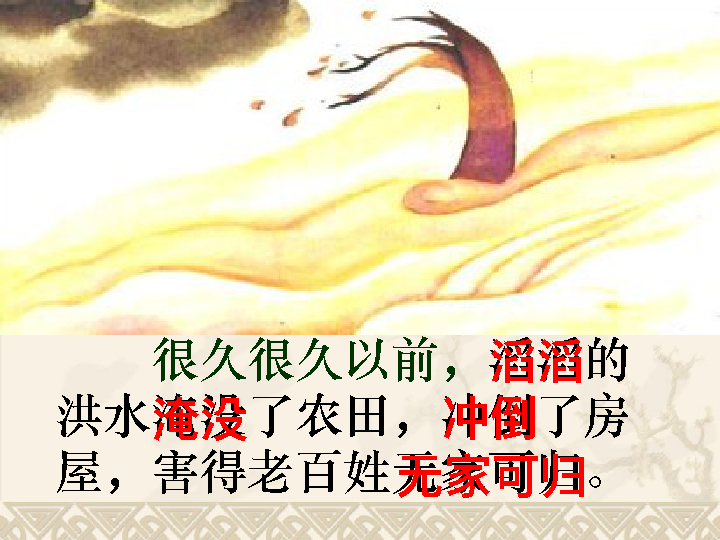 很久很久以前，滔滔的
洪水淹没了农田，冲倒了房
屋，害得老百姓无家可归。